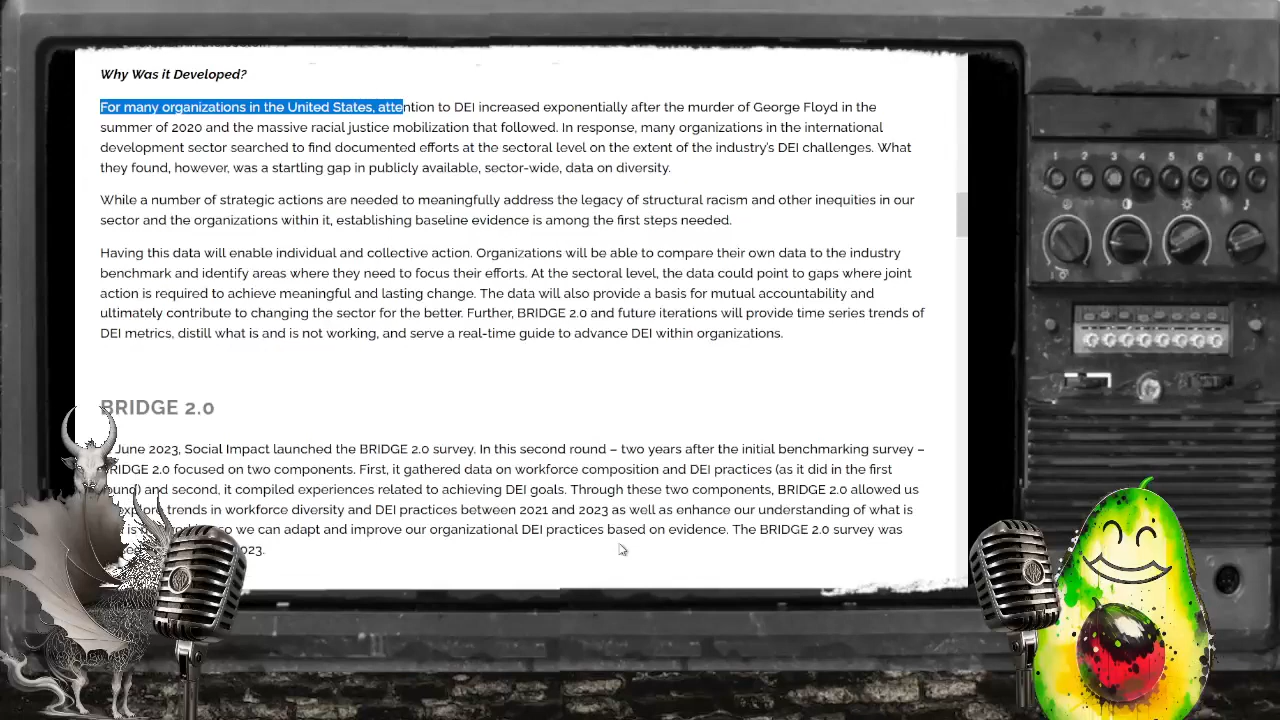 Why Was it Developed?
For many organizations in the United States, attention to DEI increased exponentially after the murder of George Floyd in the
summer of 2020 and the massive racial justice mobilization that followed. In response, many organizations in the international
development sector searched to find documented efforts at the sectoral level on the extent of the industry's DEI challenges. What
they found, however, was a startling gap in publicly available, sector-wide, data on diversity.
While a number of strategic actions are needed to meaningfully address the legacy of structural racism and other inequities in our
sector and the organizations within it, establishing baseline evidence is among the first steps needed.
Having this data will enable individual and collective action. Organizations will be able to compare their own data to the industry
benchmark and identify areas where they need to focus their efforts. At the sectoral level, the data could point to gaps where joint
action is required to achieve meaningful and lasting change. The data will also provide a basis for mutual accountability and
ultimately contribute to changing the sector for the better. Further, BRIDGE 2.0 and future iterations will provide time series trends of
DEI metrics, distill what is and is not working, and serve a real-time guide to advance DEI within organizations.
BRIDGE 2.0
June 2023, Social Impact launched the BRIDGE 2.0 survey. In this second round – two years after the initial benchmarking survey –
BRIDGE 2.0 focused on two components. First, it gathered data on workforce composition and DEI practices (as it did in the first
round) and second, it compiled experiences related to achieving DEI goals. Through these two components, BRIDGE 2.0 allowed us
explore trends in workforce diversity and DEI practices between 2021 and 2023 as well as enhance our understanding of what is
so we can adapt and improve our organizational DEI practices based on evidence. The BRIDGE 2.0 survey was
023.
1 2 3 4 5 6 7 8